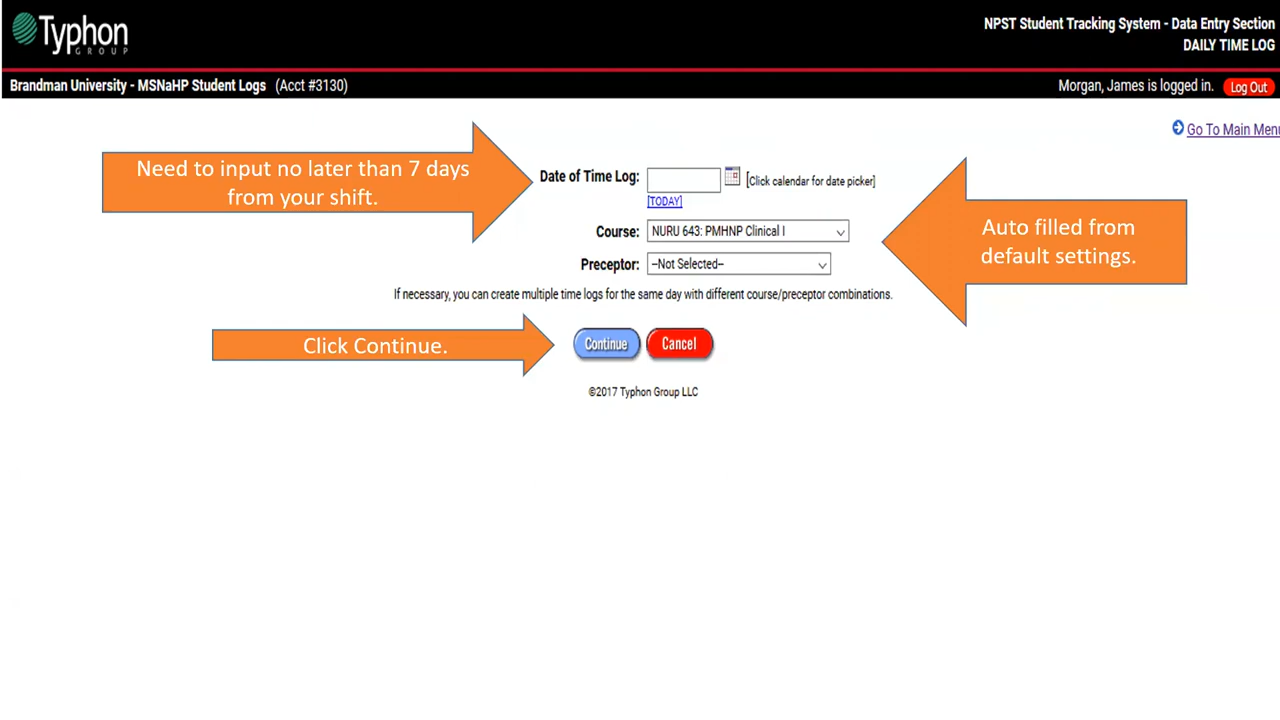 Typhon
GROUP
NPST Student Tracking System - Data Entry Section
DAILY TIME LOG
Brandman University - MSNaHP Student Logs (Acct #3130)
Morgan, James is logged in. Log Out
Go To Main Menu
Need to input no later than 7 days
from your shift.
Date of Time Log: [Click calendar for date picker]
[TODAY]
Course: NURU 643: PMHNP Clinical I
Preceptor: --Not Selected--
Auto filled from
default settings.
If necessary, you can create multiple time logs for the same day with different course/preceptor combinations.
Click Continue.
Continue Cancel
©2017 Typhon Group LLC